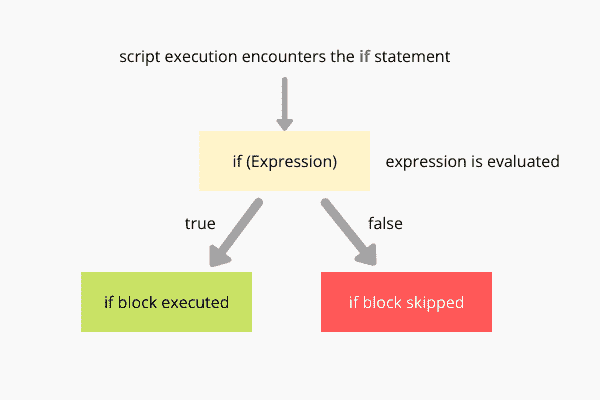 script execution encounters the if statement
if (Expression)
expression is evaluated
true
false
if block executed
if block skipped